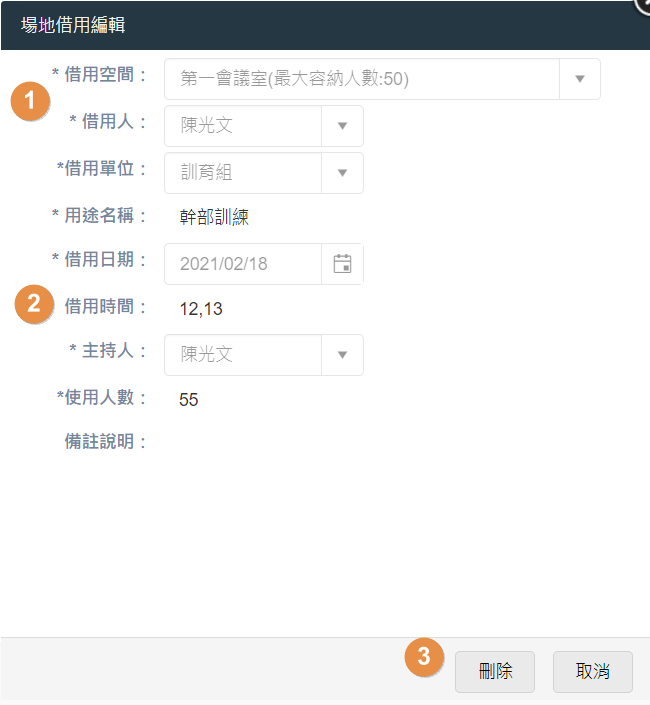 場地借用編輯
* 借用空間： 第一會議室(最大容納人數:50)
1
* 借用人： 陳光文
*借用單位： 訓育組
* 用途名稱： 幹部訓練
* 借用日期： 2021/02/18
2 借用時間： 12,13
* 主持人： 陳光文
*使用人數： 55
備註說明：
3 刪除 取消